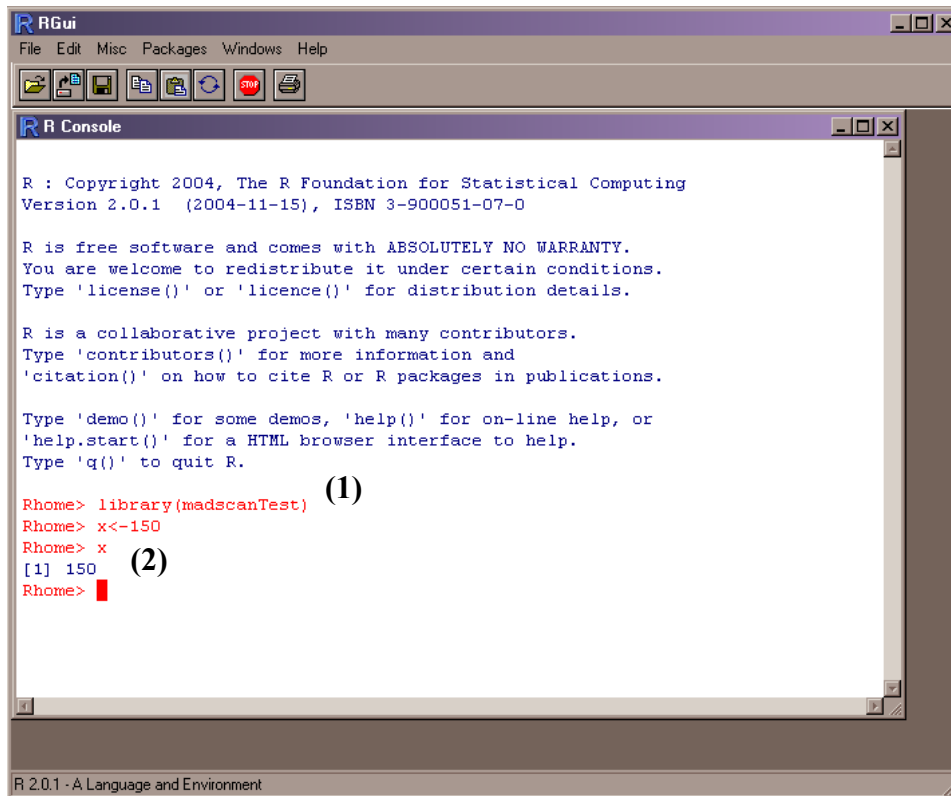 RGui
File Edit Misc Packages Windows Help
STOP
R Console
R : Copyright 2004, The R Foundation for Statistical Computing
Version 2.0.1  (2004-11-15), ISBN 3-900051-07-0
R is free software and comes with ABSOLUTELY NO WARRANTY.
You are welcome to redistribute it under certain conditions.
Type 'license()' or 'licence()' for distribution details.
R is a collaborative project with many contributors.
Type 'contributors()' for more information and
'citation()' on how to cite R or R packages in publications.
Type 'demo()' for some demos, 'help()' for on-line help, or
'help.start()' for a HTML browser interface to help.
Type 'q()' to quit R.
(1)
Rhome> library(madscanTest)
Rhome> x<-150
Rhome> x
(2)
[1] 150
Rhome>
R 2.0.1 - A Language and Environment